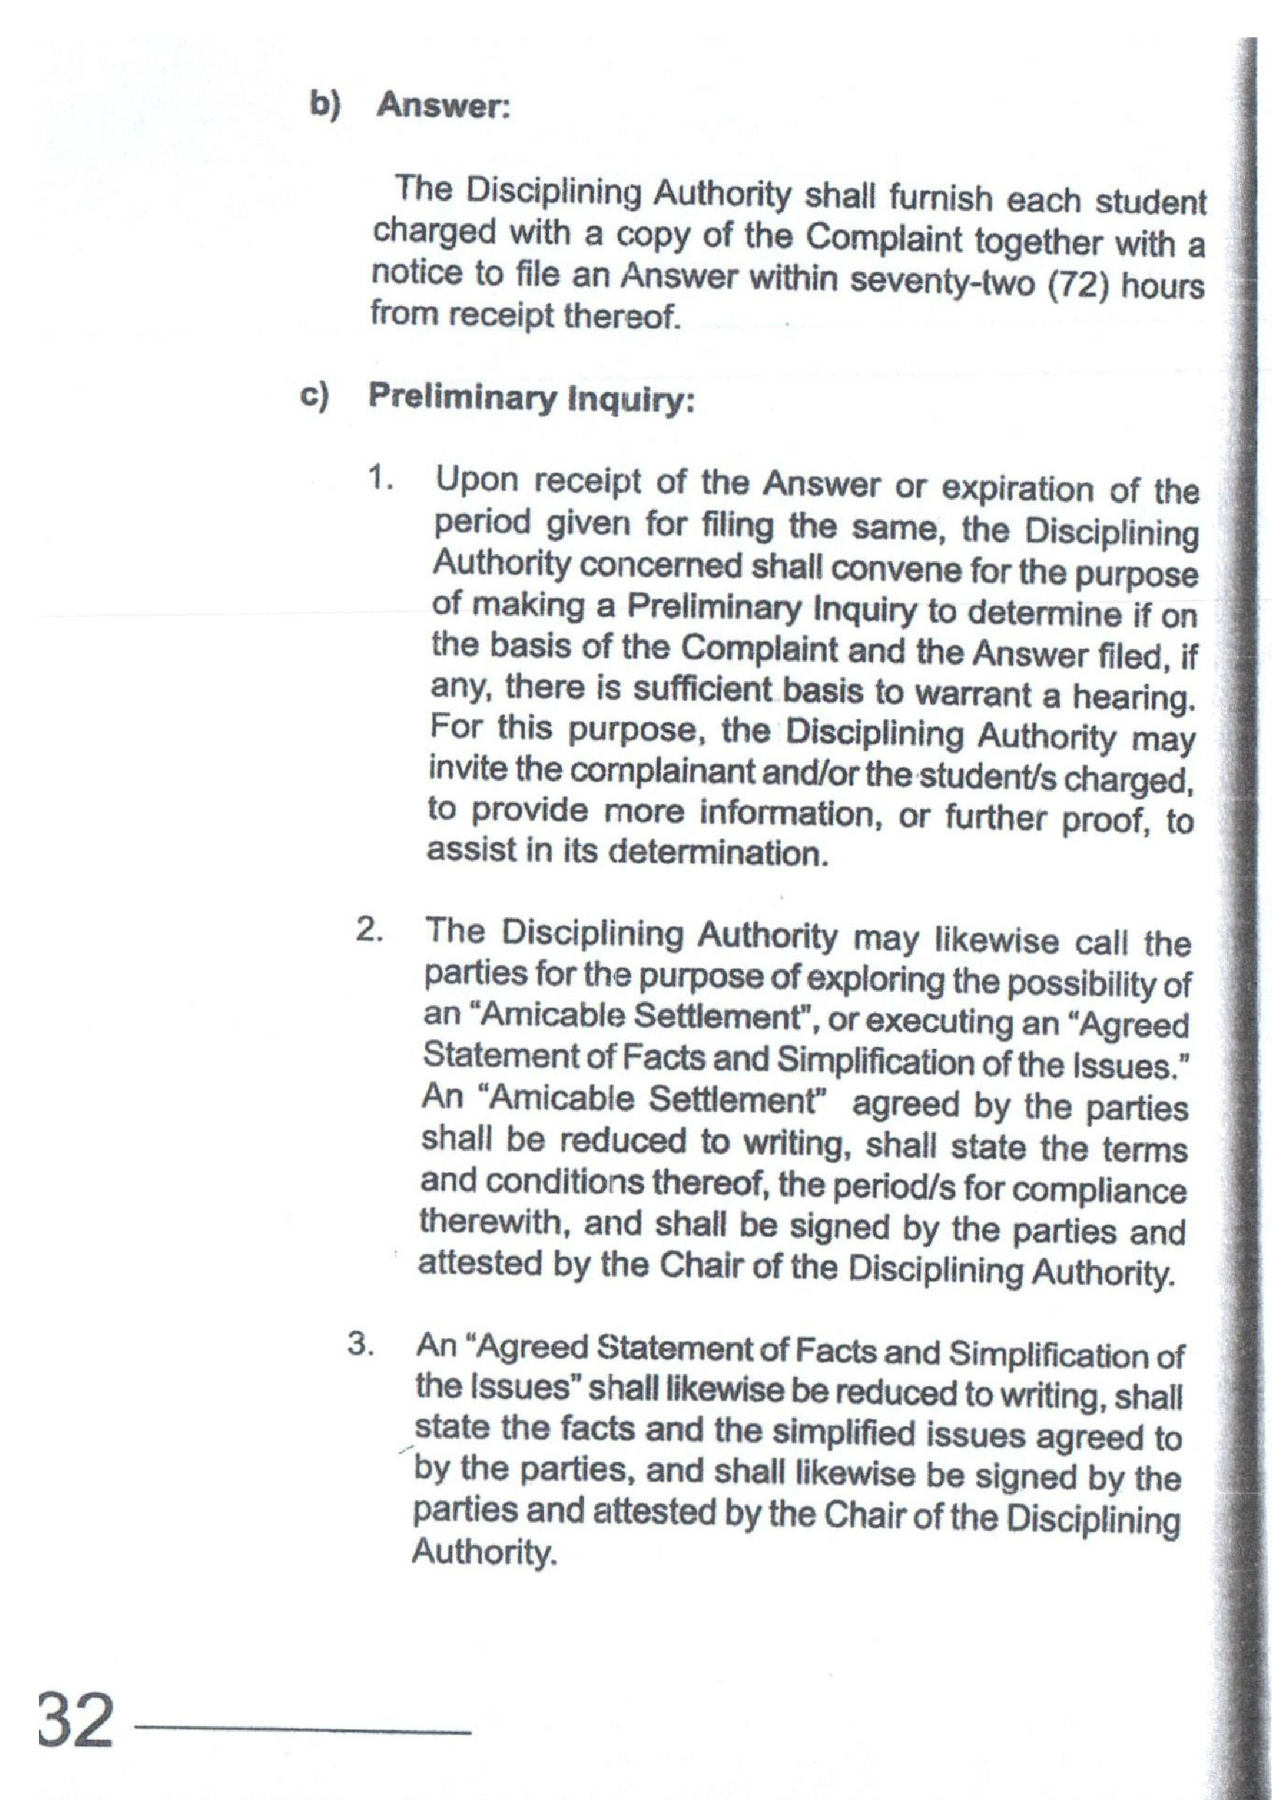 b) Answer:
The Disciplining Authority shall furnish each student
charged with a copy of the Complaint together with a
notice to file an Answer within seventy-two (72) hours
from receipt thereof.
c) Preliminary Inquiry:
1. Upon receipt of the Answer or expiration of the
period given for filing the same, the Disciplining
Authority concerned shall convene for the purpose
of making a Preliminary Inquiry to determine if on
the basis of the Complaint and the Answer filed, if
any, there is sufficient basis to warrant a hearing.
For this purpose, the Disciplining Authority may
invite the complainant and/or the student/s charged,
to provide more information, or further proof, to
assist in its determination.
2. The Disciplining Authority may likewise call the
parties for the purpose of exploring the possibility of
an “Amicable Settlement”, or executing an “Agreed
Statement of Facts and Simplification of the Issues.”
An “Amicable Settlement” agreed by the parties
shall be reduced to writing, shall state the terms
and conditions thereof, the period/s for compliance
therewith, and shall be signed by the parties and
attested by the Chair of the Disciplining Authority.
3. An “Agreed Statement of Facts and Simplification of
the Issues” shall likewise be reduced to writing, shall
state the facts and the simplified issues agreed to
by the parties, and shall likewise be signed by the
parties and attested by the Chair of the Disciplining
Authority.
32